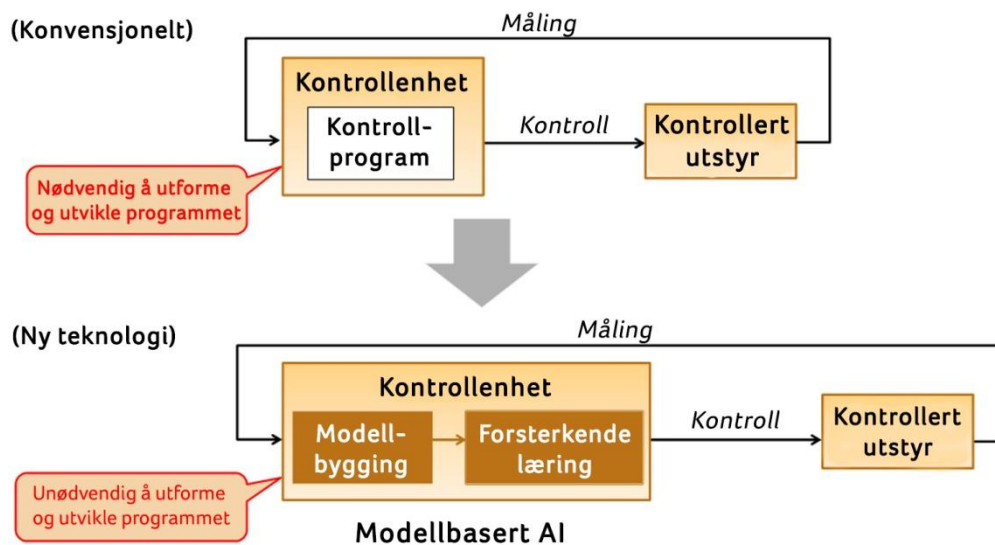 (Konvensjonelt)
Måling
Kontrollenhet
Kontroll-
program
Kontroll
Kontrollert
utstyr
Nødvendig å utforme
og utvikle programmet
(Ny teknologi)
Måling
Kontrollenhet
Modell-
bygging
Forsterkende
læring
Kontroll
Kontrollert
utstyr
Unødvendig å utforme
og utvikle programmet
Modellbasert AI